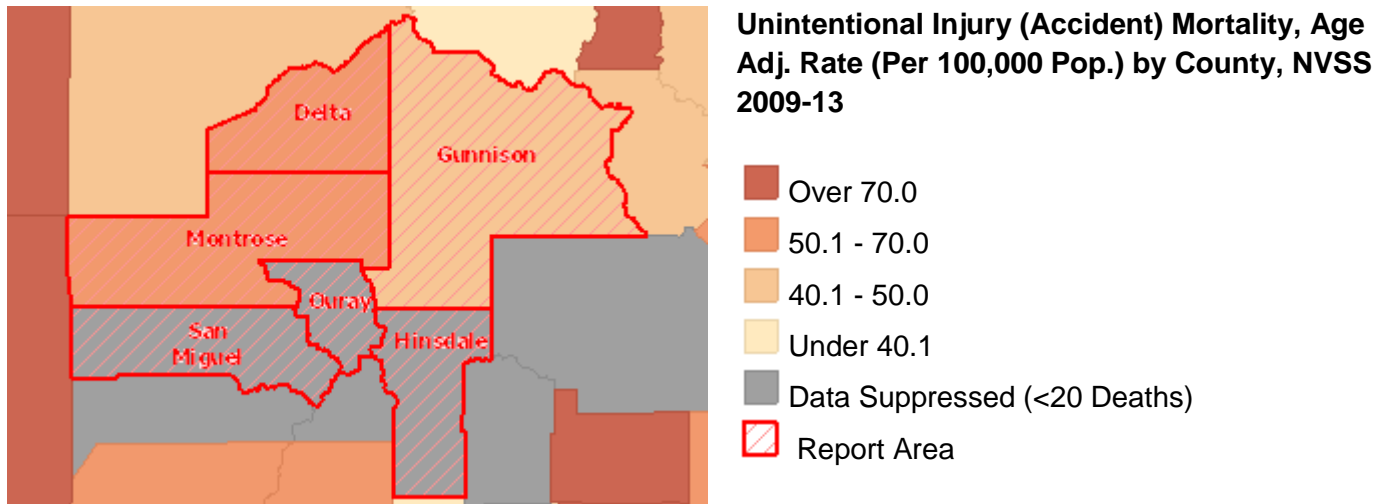 Unintentional Injury (Accident) Mortality, Age
Adj. Rate (Per 100,000 Pop.) by County, NVSS
2009-13
Delta
Gunnison
Montrose
Ouray
San
Miguel
Hinsdale
Over 70.0
50.1 - 70.0
40.1 - 50.0
Under 40.1
Data Suppressed (<20 Deaths)
Report Area